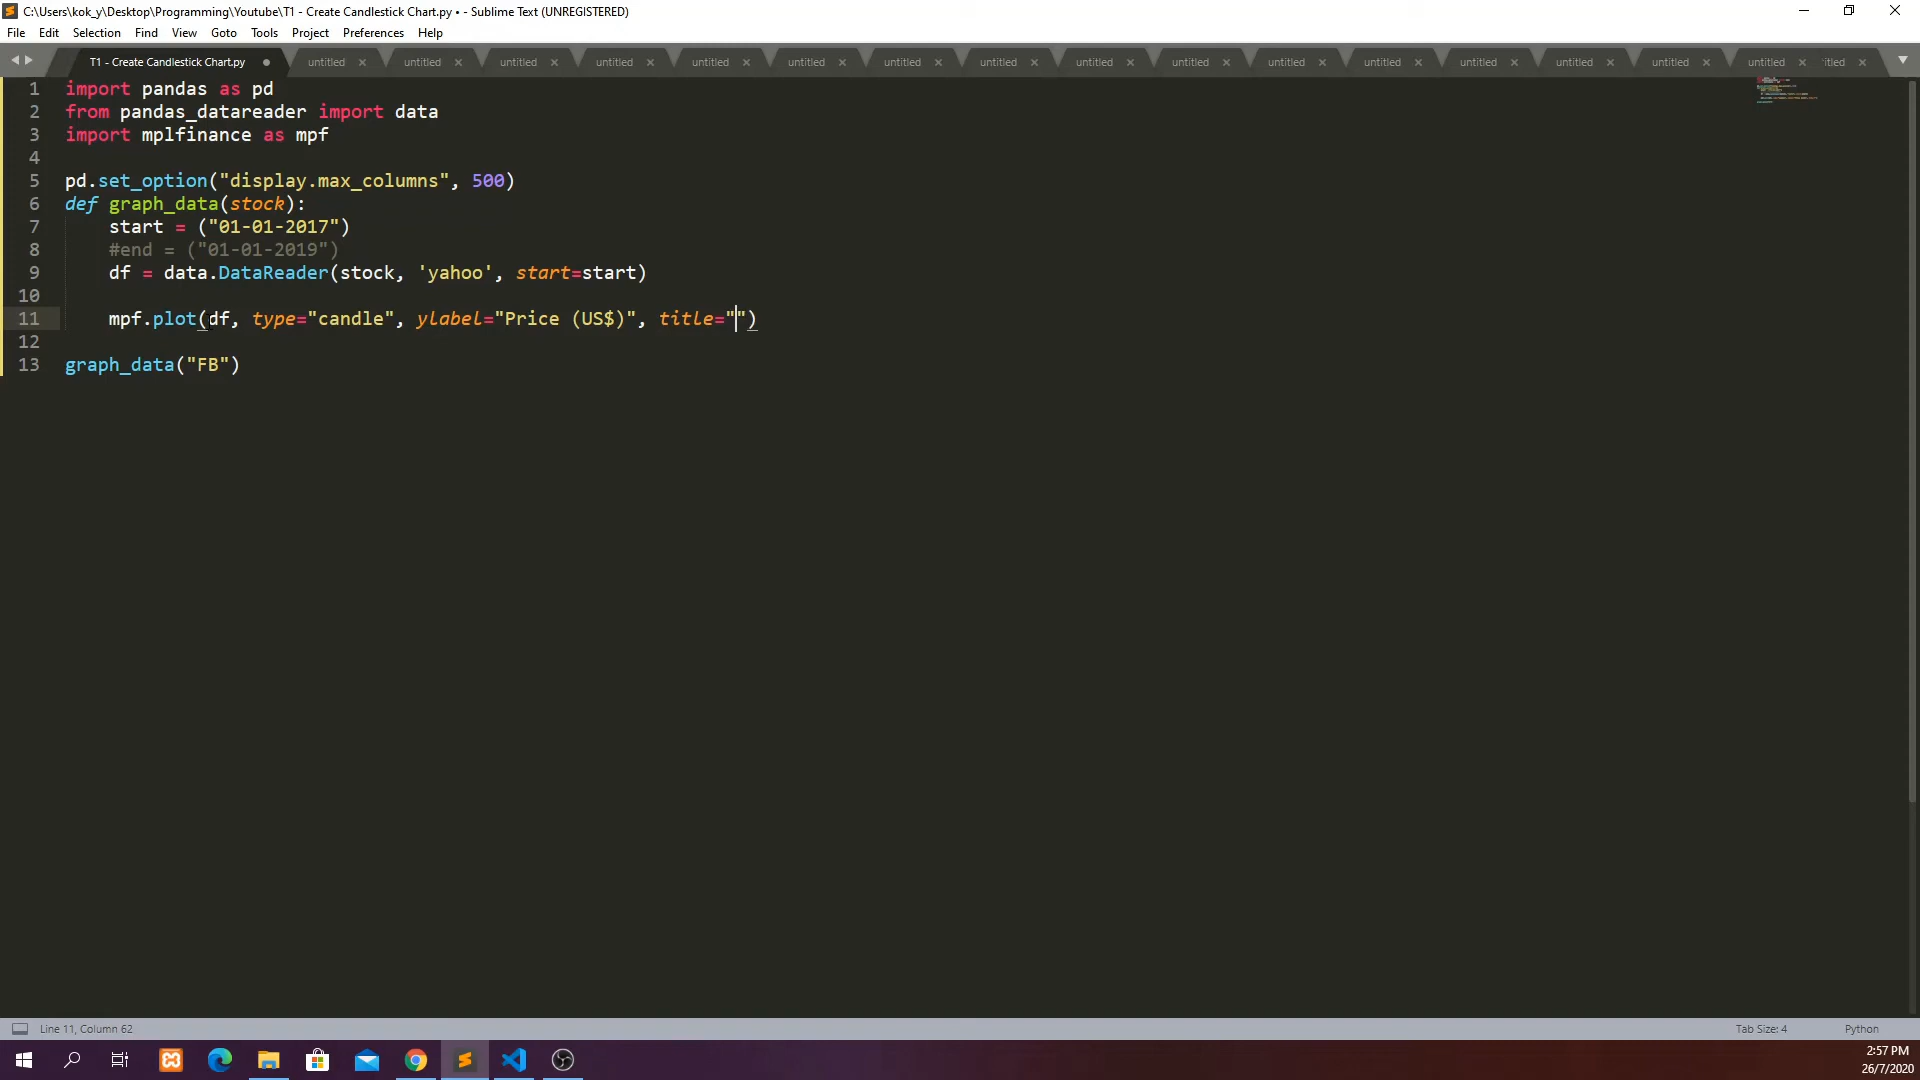 C:\Users\kok_y\Desktop\Programming\Youtube\T1 - Create Candlestick Chart.py • - Sublime Text (UNREGISTERED)
File Edit Selection Find View Goto Tools Project Preferences Help
T1 - Create Candlestick Chart.py untitled untitled untitled untitled untitled untitled untitled untitled untitled untitled untitled untitled untitled untitled untitled untitled itled
1 import pandas as pd
2 from pandas_datareader import data
3 import mplfinance as mpf
4
5 pd.set_option("display.max_columns", 500)
6 def graph_data(stock):
7     start = ("01-01-2017")
8     #end = ("01-01-2019")
9     df = data.DataReader(stock, 'yahoo', start=start)
10
11     mpf.plot(df, type="candle", ylabel="Price (US$)", title="")
12
13 graph_data("FB")
Line 11, Column 62 Tab Size: 4 Python
2:57 PM
26/7/2020